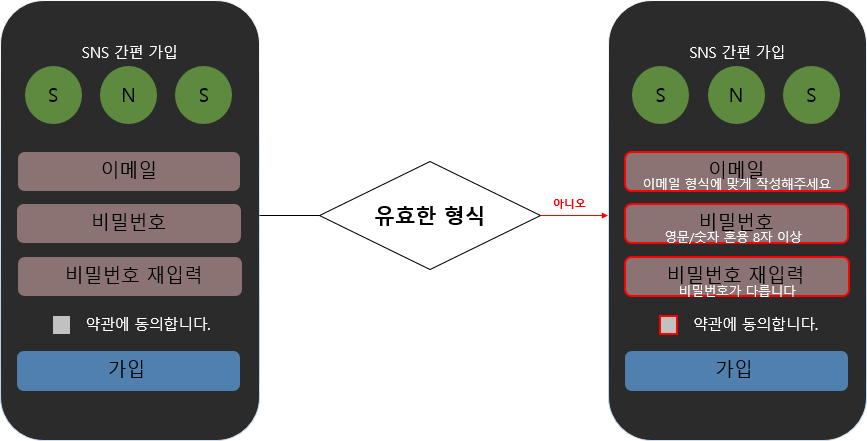 SNS 간편 가입
S N S
이메일
비밀번호
비밀번호 재입력
약관에 동의합니다.
가입
유효한 형식
아니오
SNS 간편 가입
S N S
이메일
이메일 형식에 맞게 작성해주세요
비밀번호
영문/숫자 혼용 8자 이상
비밀번호 재입력
비밀번호가 다릅니다
약관에 동의합니다.
가입